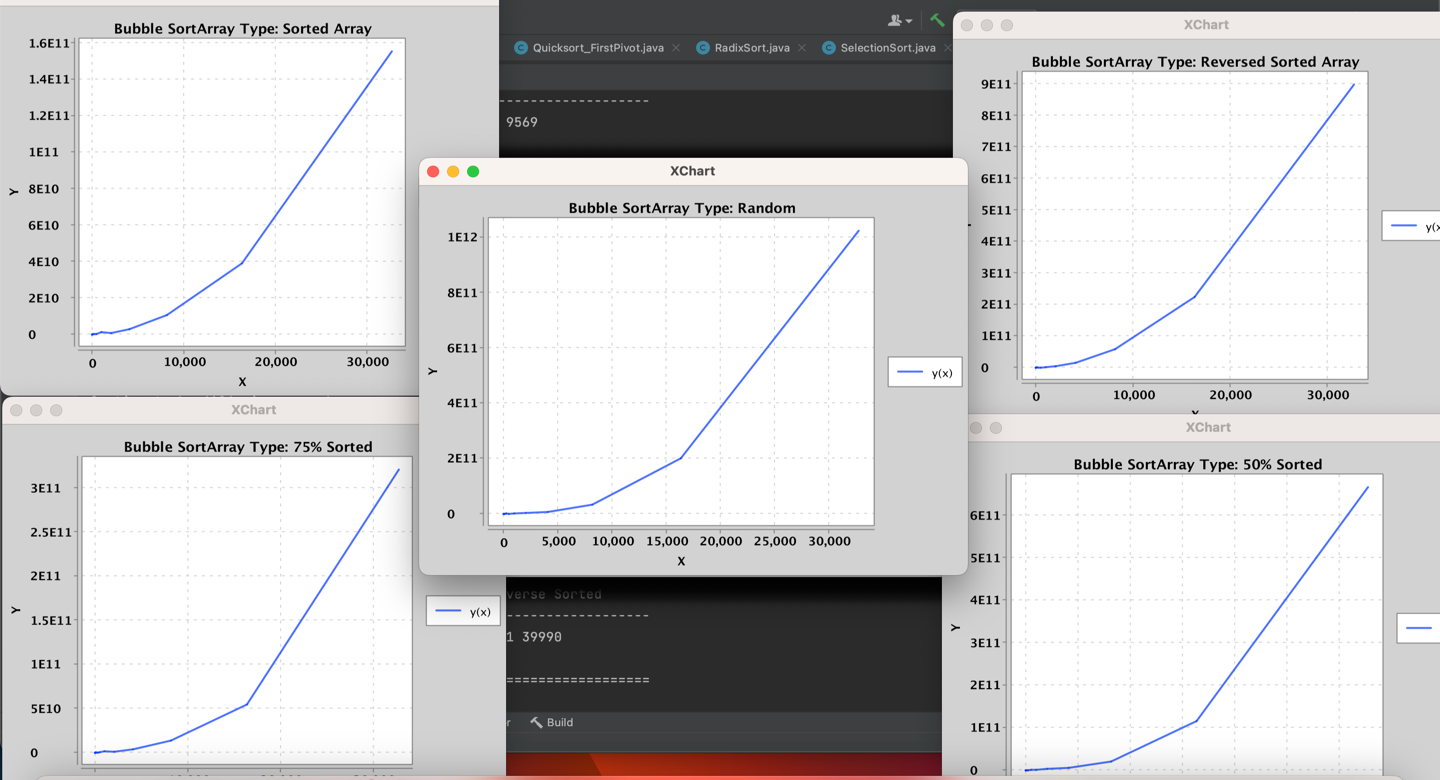 Bubble SortArray Type: Sorted Array
1.6E11
1.4E11
1.2E11
1E11
8E10
6E10
4E10
2E10
0
Y
0 10,000 20,000 30,000
X
Quicksort_FirstPivot.java
RadixSort.java
SelectionSort.java
--------------------
9569
XChart
Bubble SortArray Type: Reversed Sorted Array
9E11
8E11
7E11
6E11
5E11
4E11
3E11
2E11
1E11
0
0 10,000 20,000 30,000
y(x
XChart
Bubble SortArray Type: Random
1E12
8E11
6E11
4E11
2E11
0
Y
0 5,000 10,000 15,000 20,000 25,000 30,000
X
y(x)
XChart
Bubble SortArray Type: 75% Sorted
3E11
2.5E11
2E11
1.5E11
1E11
5E10
0
Y
y(x)
verse Sorted
--------------------
1 39990
==================
r Build
XChart
Bubble SortArray Type: 50% Sorted
6E11
5E11
4E11
3E11
2E11
1E11
0
Y